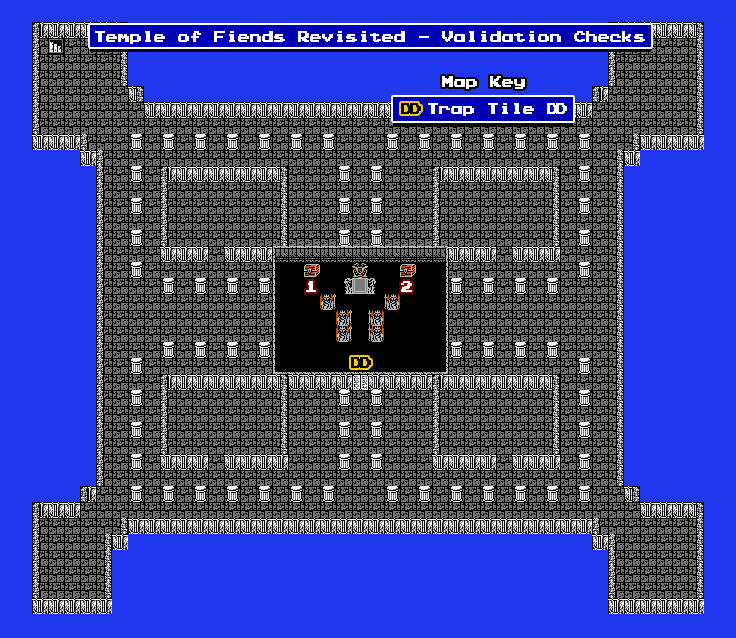 Temple of Fiends Revisited - Validation Checks
Map Key
DD Trap Tile DD
1 2
DD